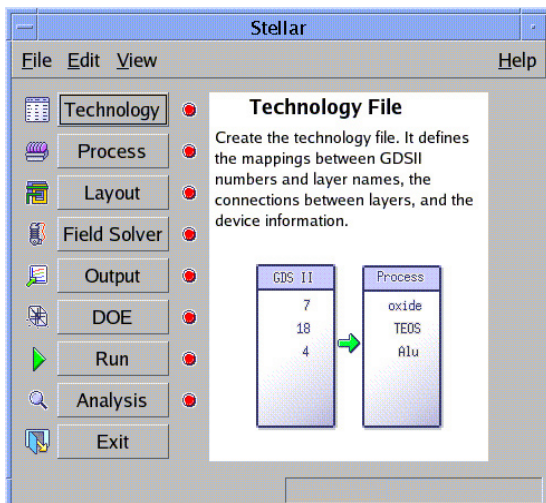 Stellar
File Edit View Help
Technology
Process
Layout
Field Solver
Output
DOE
Run
Analysis
Exit
Technology File
Create the technology file. It defines
the mappings between GDSII
numbers and layer names, the
connections between layers, and the
device information.
GDS II
7
18
4
Process
oxide
TEOS
Alu